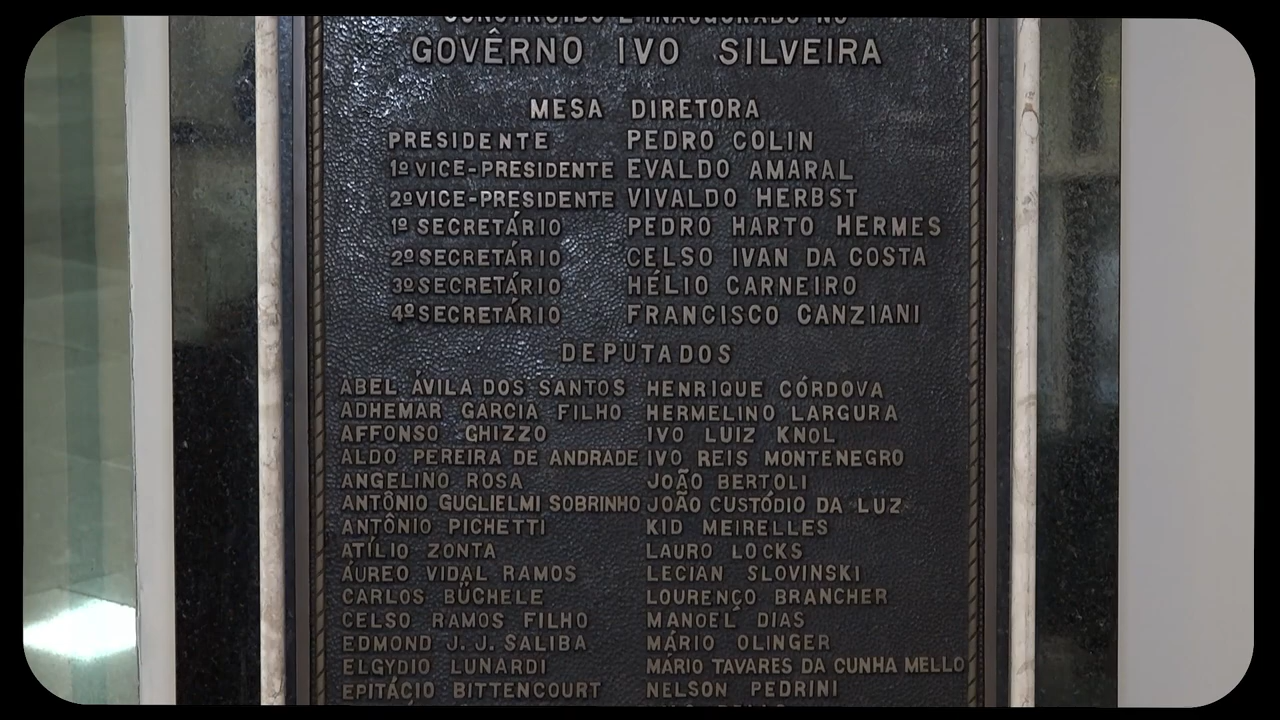 CONSTRUÍDO E INAUGURADO NO
GOVÊRNO IVO SILVEIRA
MESA DIRETORA
PRESIDENTE PEDRO COLIN
1º VICE-PRESIDENTE EVALDO AMARAL
2º VICE-PRESIDENTE VIVALDO HERBST
1º SECRETÁRIO PEDRO HARTO HERMES
2º SECRETÁRIO CELSO IVAN DA COSTA
3º SECRETÁRIO HÉLIO CARNEIRO
4º SECRETÁRIO FRANCISCO CANZIANI
DEPUTADOS
ABEL ÁVILA DOS SANTOS HENRIQUE CÓRDOVA
ADHEMAR GARCIA FILHO HERMELINO LARGURA
AFFONSO GHIZZO IVO LUIZ KNOL
ALDO PEREIRA DE ANDRADE IVO REIS MONTENEGRO
ANGELINO ROSA JOÃO BERTOLI
ANTÔNIO GUGLIELMI SOBRINHO JOÃO CUSTÓDIO DA LUZ
ANTÔNIO PICHETTI KID MEIRELLES
ATÍLIO ZONTA LAURO LOCKS
ÁUREO VIDAL RAMOS LECIAN SLOVINSKI
CARLOS BÜCHELE LOURENÇO BRANCHER
CELSO RAMOS FILHO MANOEL DIAS
EDMOND J. J. SALIBA MÁRIO OLINGER
ELGYDIO LUNARDI MÁRIO TAVARES DA CUNHA MELLO
EPITÁCIO BITTENCOURT NELSON PEDRINI